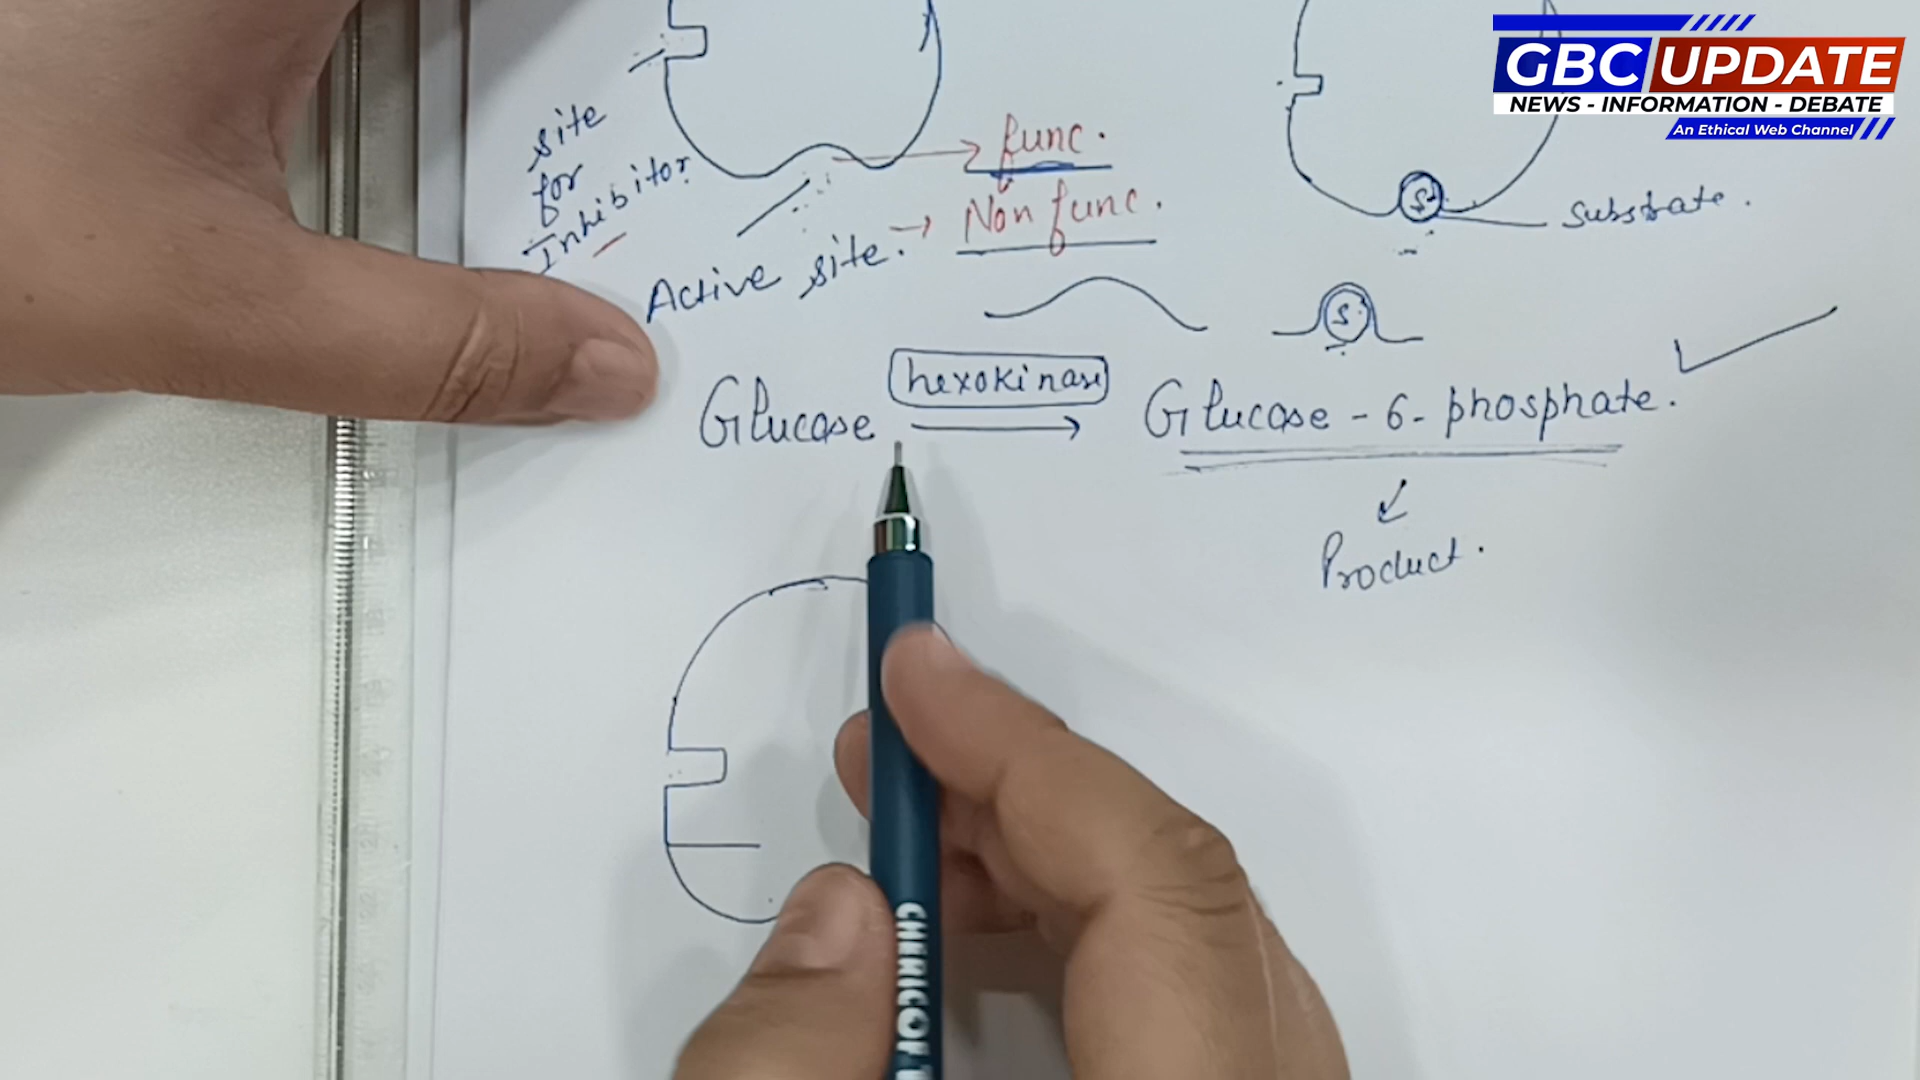 GBC UPDATE
NEWS - INFORMATION - DEBATE
An Ethical Web Channel
site
for
Inhibitor
func.
Non func.
Active site.
Substrate.
S
S
hexokinase
Glucose
Glucose - 6 - phosphate.
Product.